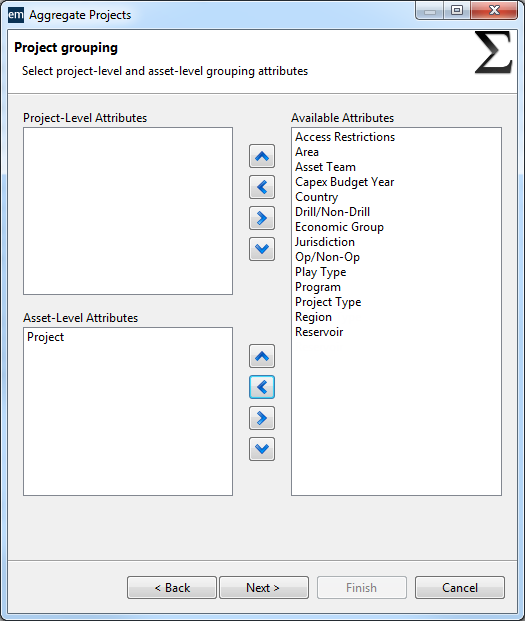 em Aggregate Projects
Project grouping
Select project-level and asset-level grouping attributes
Σ
Project-Level Attributes
Available Attributes
Access Restrictions
Area
Asset Team
Capex Budget Year
Country
Drill/Non-Drill
Economic Group
Jurisdiction
Op/Non-Op
Play Type
Program
Project Type
Region
Reservoir
Asset-Level Attributes
Project
< Back
Next >
Finish
Cancel